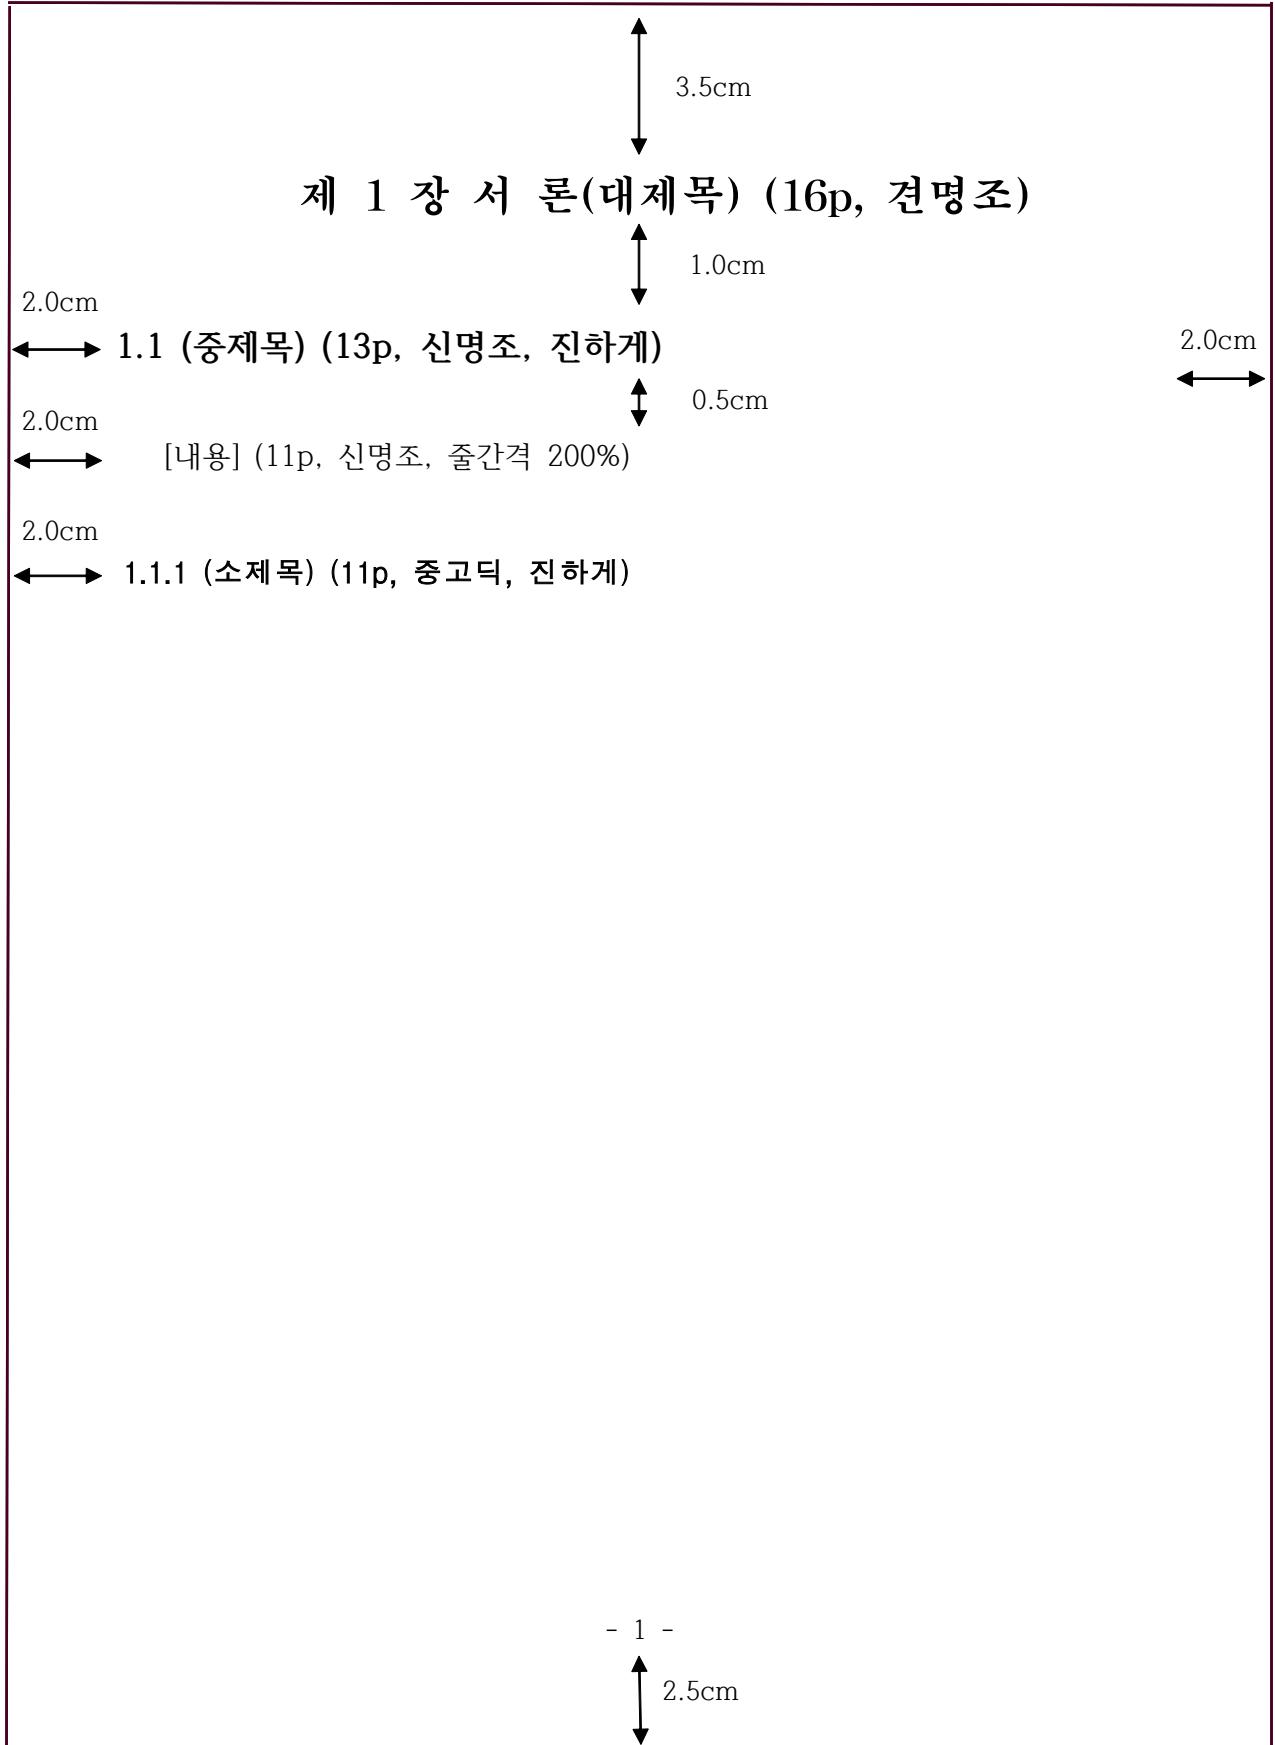 3.5cm
제 1 장 서 론(대제목) (16p, 견명조)
1.0cm
2.0cm
1.1 (중제목) (13p, 신명조, 진하게)
2.0cm
0.5cm
2.0cm
[내용] (11p, 신명조, 줄간격 200%)
2.0cm
1.1.1 (소제목) (11p, 중고딕, 진하게)
- 1 -
2.5cm